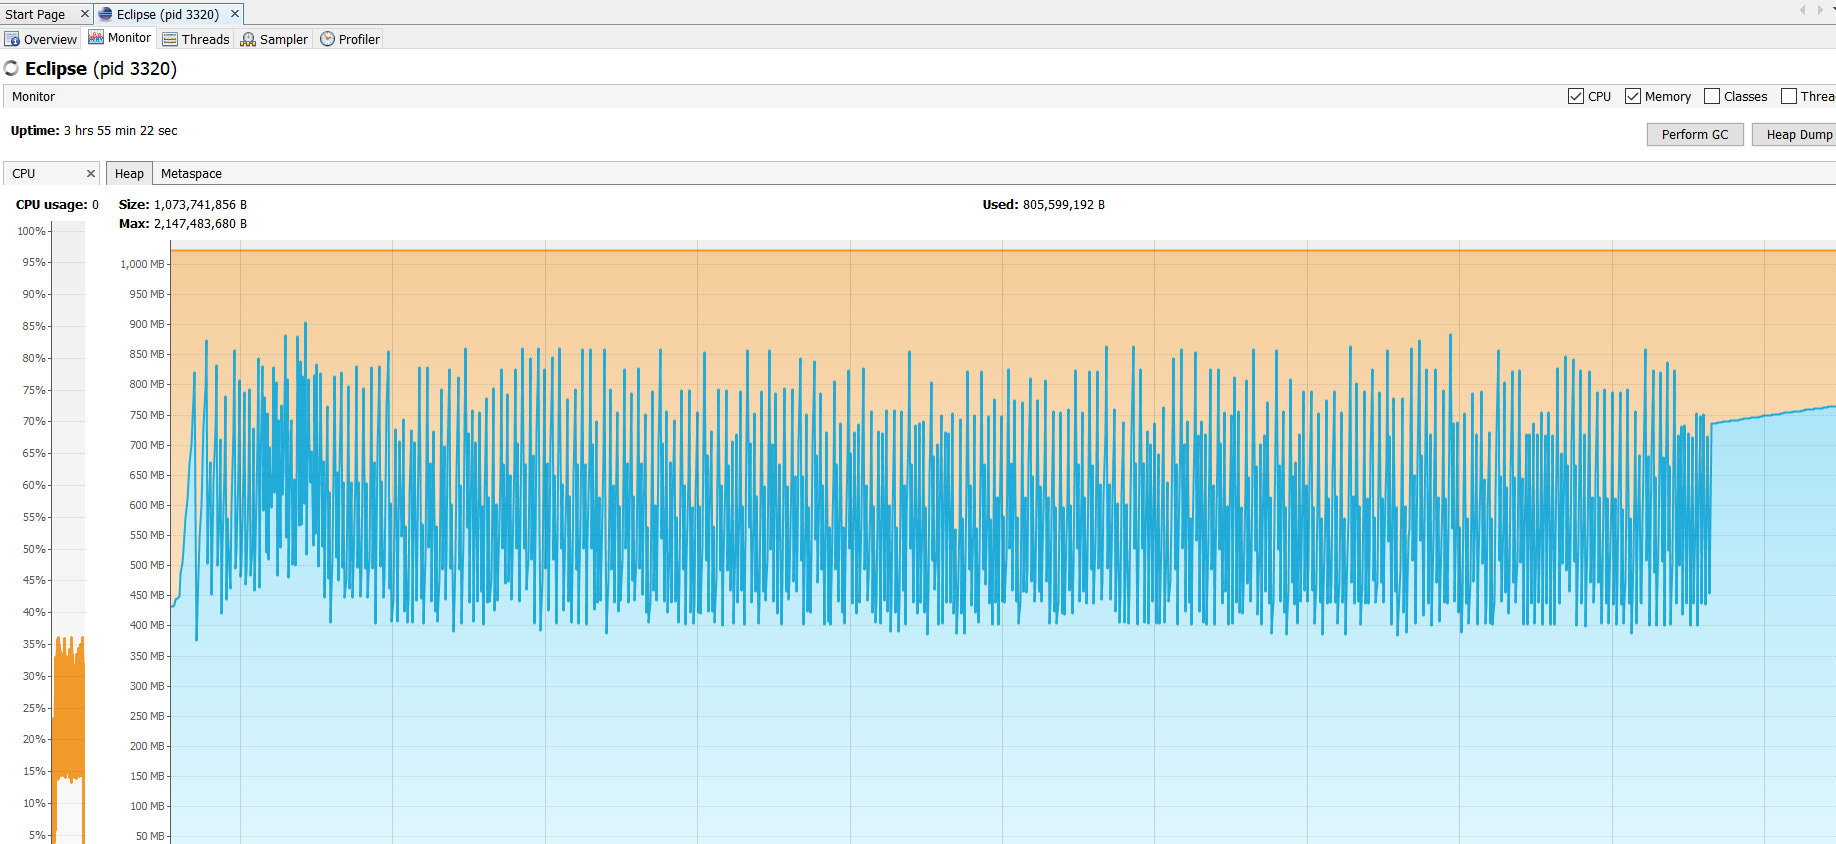 Start Page
Eclipse (pid 3320)
Overview Monitor Threads Sampler Profiler
Eclipse (pid 3320)
Monitor
CPU Memory Classes Threa
Uptime: 3 hrs 55 min 22 sec
Perform GC Heap Dump
CPU Heap Metaspace
CPU usage: 0
Size: 1,073,741,856 B
Used: 805,599,192 B
Max: 2,147,483,680 B
100%
95%
90%
85%
80%
75%
70%
65%
60%
55%
50%
45%
40%
35%
30%
25%
20%
15%
10%
5%
1,000 MB
950 MB
900 MB
850 MB
800 MB
750 MB
700 MB
650 MB
600 MB
550 MB
500 MB
450 MB
400 MB
350 MB
300 MB
250 MB
200 MB
150 MB
100 MB
50 MB